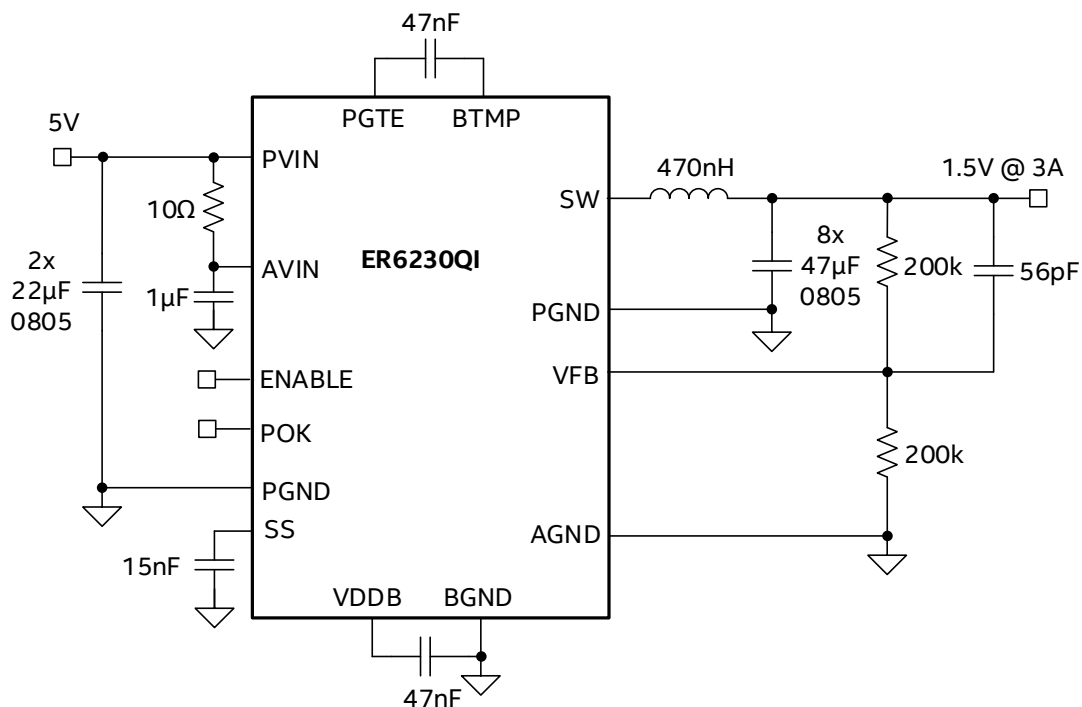 47nF
PGTE BTMP
5V
PVIN
470nH
1.5V @ 3A
SW
10Ω
ER6230QI
8x
47µF
0805
200k
56pF
2x
22µF
0805
AVIN
1µF
PGND
ENABLE
VFB
POK
200k
PGND
SS
AGND
15nF
VDDB BGND
47nF